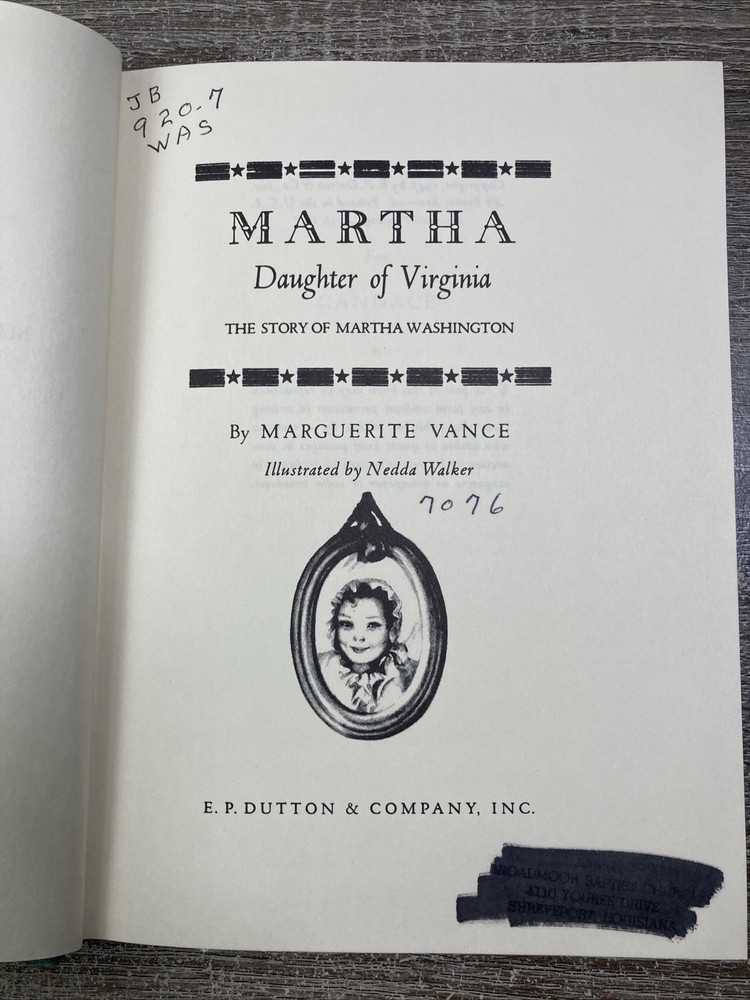 JB
920.7
WAS
MARTHA
Daughter of Virginia
THE STORY OF MARTHA WASHINGTON
By MARGUERITE VANCE
Illustrated by Nedda Walker
7076
E. P. DUTTON & COMPANY, INC.
BROADMOOR BAPTIST
4110 YOUREE DRIVE
SHREVEPORT, LOUISIANA